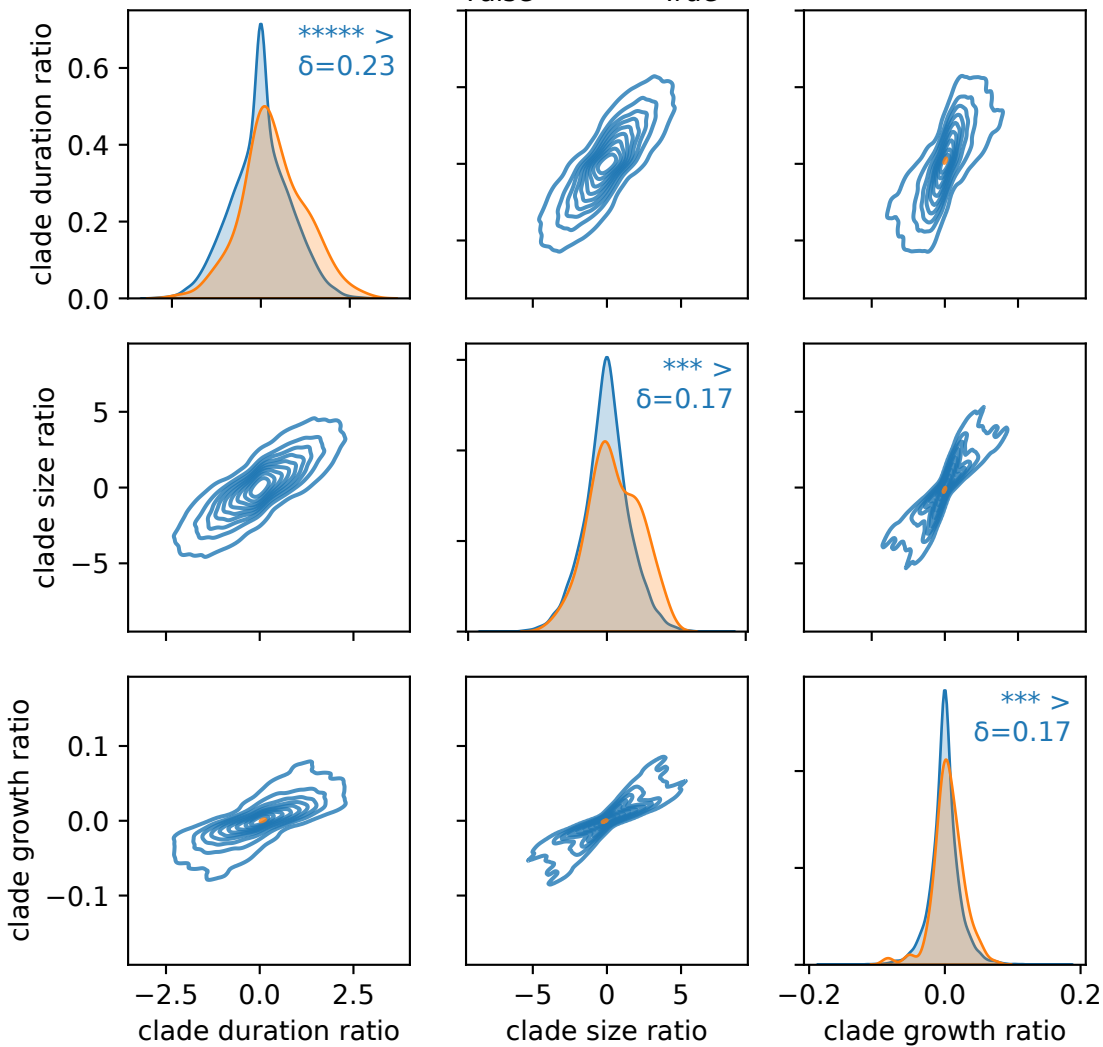 ***** >
δ=0.23
clade duration ratio
0.6
0.4
0.2
0.0
*** >
δ=0.17
clade size ratio
5
0
−5
*** >
δ=0.17
clade growth ratio
0.1
0.0
−0.1
−2.5 0.0 2.5
−5 0 5
−0.2 0.0 0.2
clade duration ratio
clade size ratio
clade growth ratio